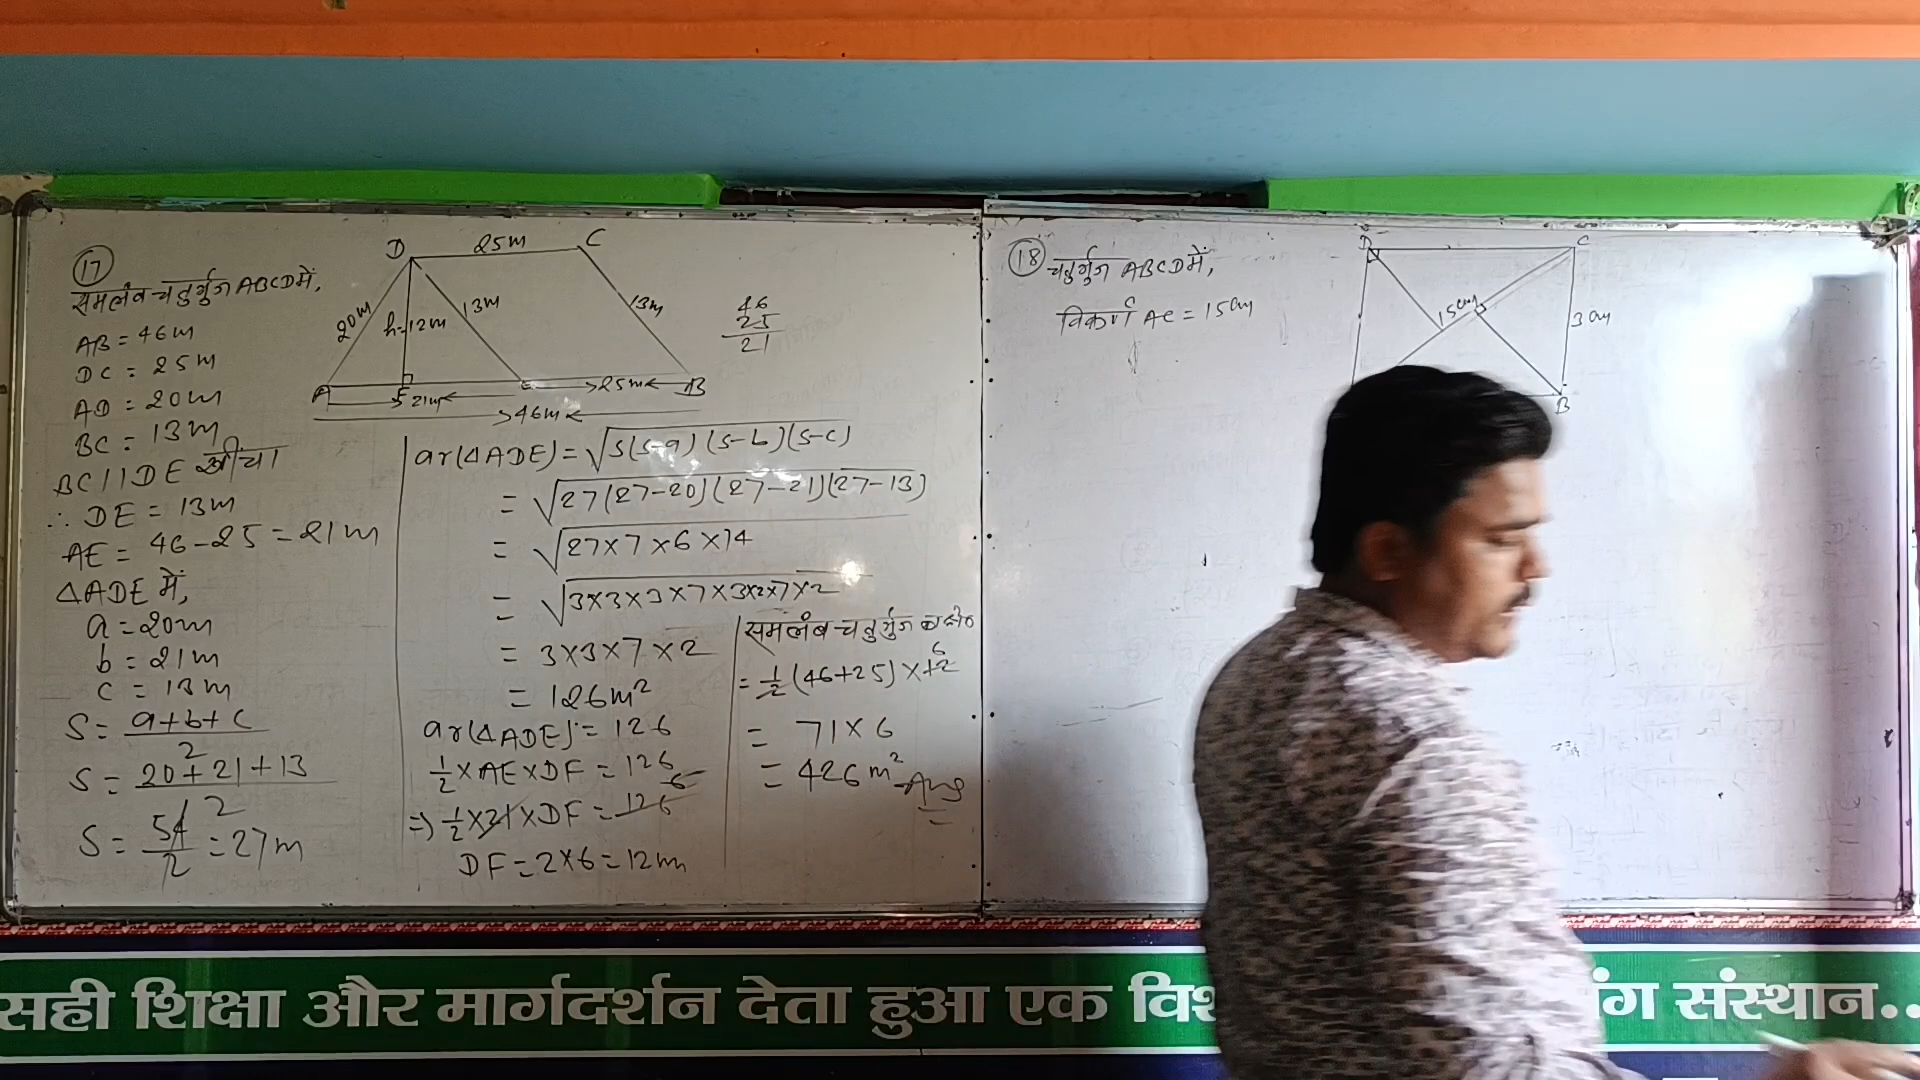 17
समलंब चतुर्भुज ABCD में,
AB = 46m
DC = 25m
AD = 20m
BC = 13m
BC || DE खींचा
∴ DE = 13m
AE = 46 - 25 = 21m
△ADE में,
a = 20m
b = 21m
c = 13m
S = a+b+c / 2
S = 20+21+13 / 2
S = 54 / 2 = 27m
D 25m C
20m h=12m 13m 13m
A F 21m E 25m B
46m
46
25
21
ar(△ADE) = √s(s-a)(s-b)(s-c)
= √27(27-20)(27-21)(27-13)
= √27×7×6×14
= √3×3×3×7×3×2×7×2
= 3×3×7×2
= 126m²
ar(△ADE) = 126
1/2 × AE × DF = 126
⇒ 1/2 × 21 × DF = 126 6
DF = 2×6 = 12m
समलंब चतुर्भुज का क्षे०
= 1/2 (46+25) × 12 6
= 71 × 6
= 426 m² Ans
18
चतुर्भुज ABCD में,
विकर्ण AC = 15cm
D C
15cm 3cm
B
सही शिक्षा और मार्गदर्शन देता हुआ एक
संस्थान..